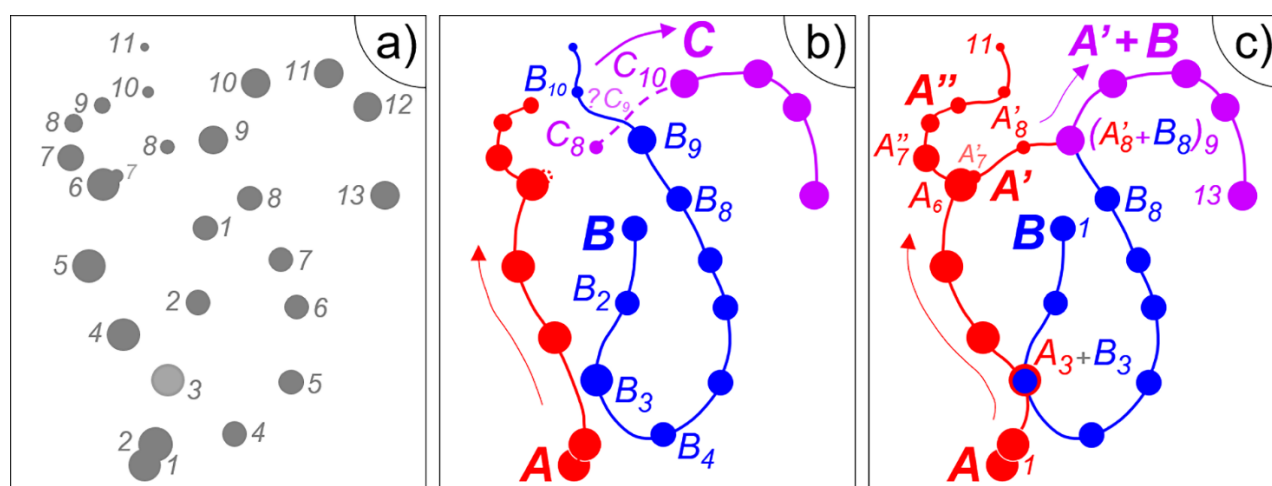 a)
11
10
9
8
7
6
7
8
10
11
12
9
8
13
1
7
2
6
5
4
3
5
4
2
1
b)
C
C₁₀
B₁₀
? C₉
C₈
B₉
B₈
B
B₂
B₃
B₄
A
c)
A' + B
11
A''
A'₈
A''₇
A'₇
(A'₈+B₈)₉
A₆
A'
B₈
13
B
1
A₃+B₃
A
1